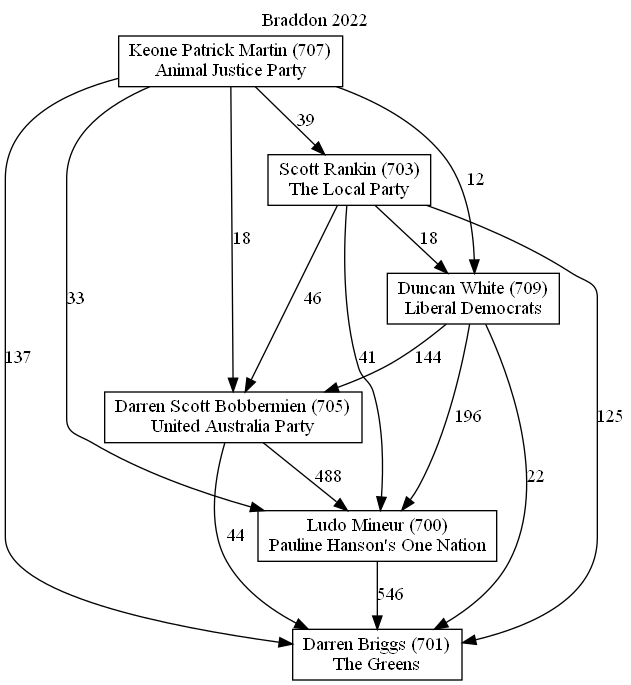 Braddon 2022
Keone Patrick Martin (707)
Animal Justice Party
39
Scott Rankin (703)
The Local Party
12
18
18
Duncan White (709)
Liberal Democrats
33
46
137
41
144
Darren Scott Bobbermien (705)
United Australia Party
196
125
488
22
Ludo Mineur (700)
Pauline Hanson's One Nation
44
546
Darren Briggs (701)
The Greens